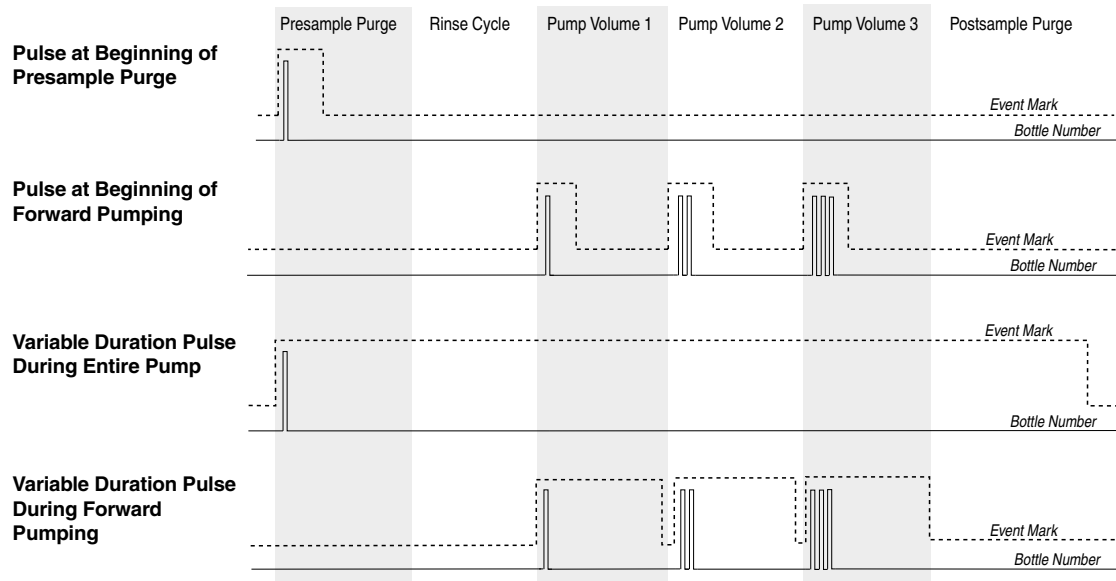 Presample Purge Rinse Cycle Pump Volume 1 Pump Volume 2 Pump Volume 3 Postsample Purge
Pulse at Beginning of
Presample Purge
Event Mark
Bottle Number
Pulse at Beginning of
Forward Pumping
Event Mark
Bottle Number
Variable Duration Pulse
During Entire Pump
Event Mark
Bottle Number
Variable Duration Pulse
During Forward
Pumping
Event Mark
Bottle Number